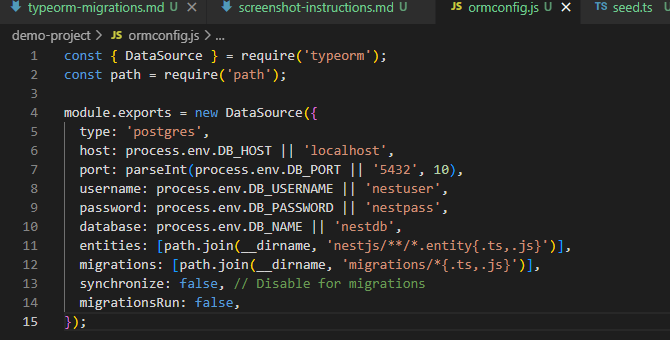 typeorm-migrations.md U
screenshot-instructions.md U
JS ormconfig.js U
TS seed.ts U
demo-project > JS ormconfig.js > ...
1 const { DataSource } = require('typeorm');
2 const path = require('path');
3
4 module.exports = new DataSource({
5 type: 'postgres',
6 host: process.env.DB_HOST || 'localhost',
7 port: parseInt(process.env.DB_PORT || '5432', 10),
8 username: process.env.DB_USERNAME || 'nestuser',
9 password: process.env.DB_PASSWORD || 'nestpass',
10 database: process.env.DB_NAME || 'nestdb',
11 entities: [path.join(__dirname, 'nestjs/**/*.entity{.ts,.js}')],
12 migrations: [path.join(__dirname, 'migrations/*{.ts,.js}')],
13 synchronize: false, // Disable for migrations
14 migrationsRun: false,
15 });